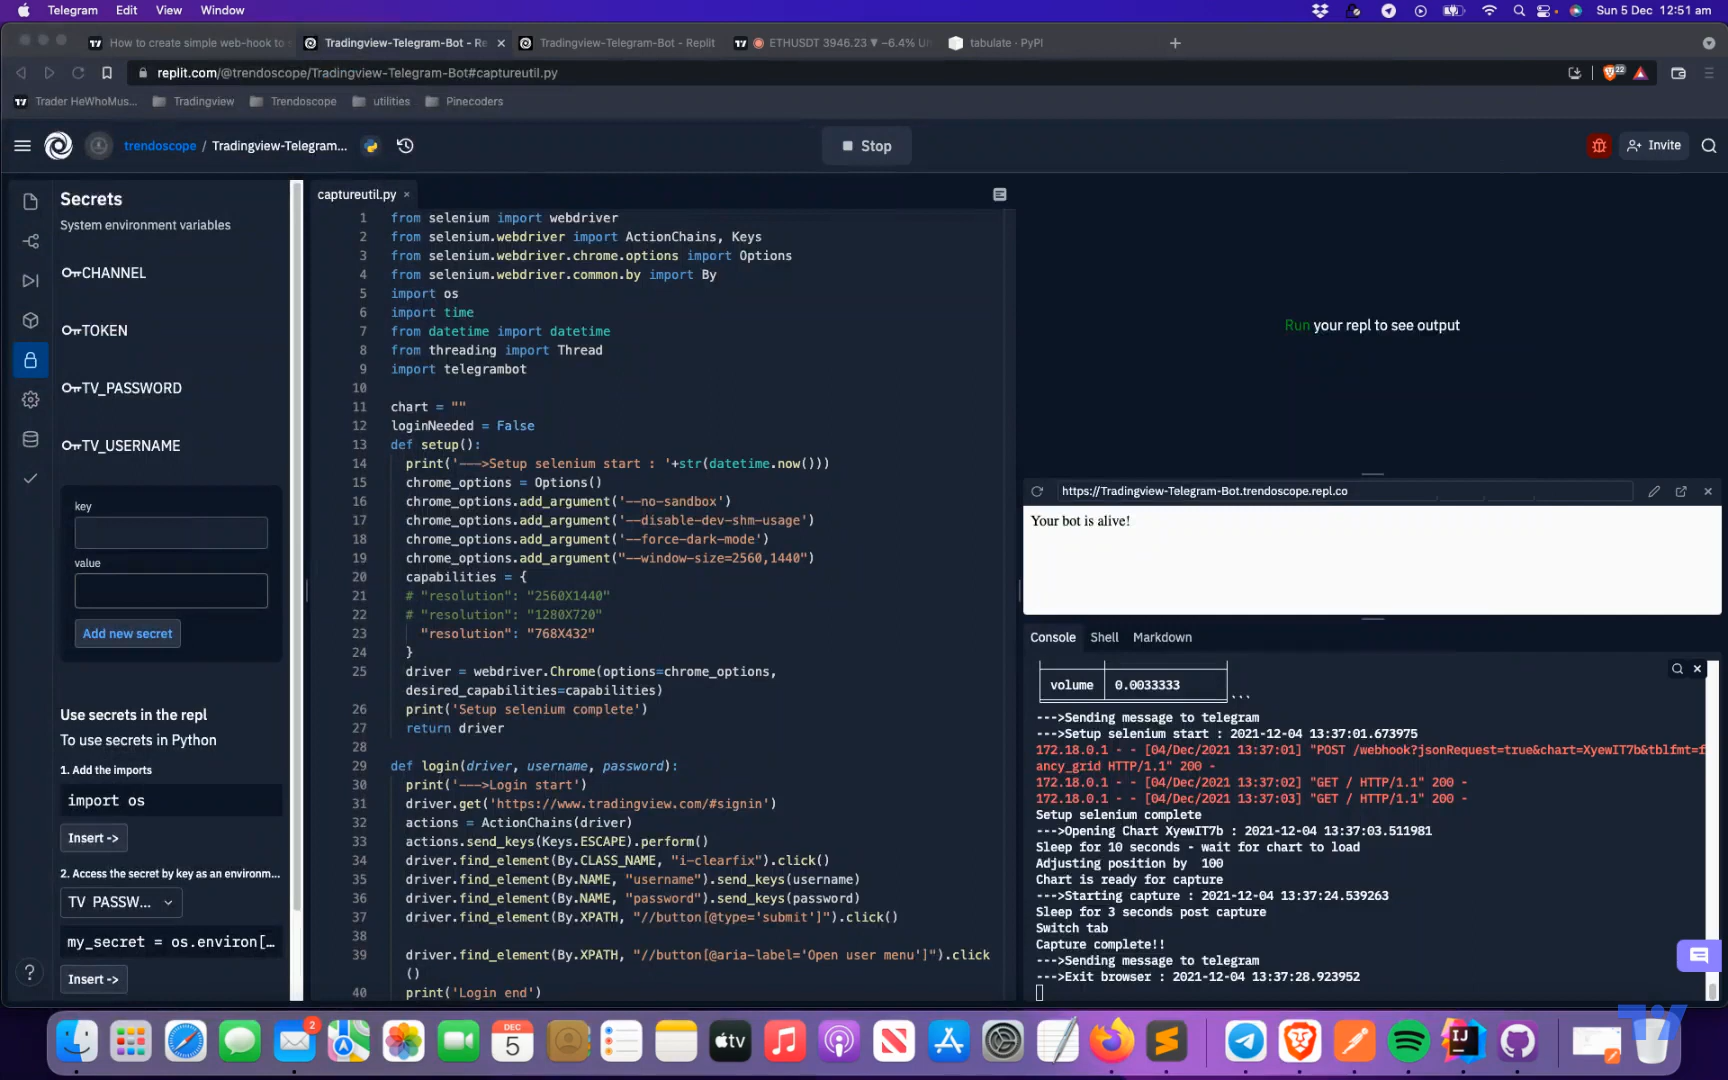 Telegram Edit View Window
Sun 5 Dec 12:51 am
How to create simple web-hook to
Tradingview-Telegram-Bot - Re
Tradingview-Telegram-Bot - Replit
ETHUSDT 3946.23 ▼ −6.4% Un
tabulate · PyPI
replit.com/@trendoscope/Tradingview-Telegram-Bot#captureutil.py
22
Trader HeWhoMus... Tradingview Trendoscope utilities Pinecoders
trendoscope / Tradingview-Telegram...
Stop
Invite
Secrets
System environment variables
CHANNEL
TOKEN
TV_PASSWORD
TV_USERNAME
key
value
Add new secret
Use secrets in the repl
To use secrets in Python
1. Add the imports
import os
Insert ->
2. Access the secret by key as an environm...
TV PASSW...
my_secret = os.environ[…
Insert ->
captureutil.py ×
1 from selenium import webdriver
2 from selenium.webdriver import ActionChains, Keys
3 from selenium.webdriver.chrome.options import Options
4 from selenium.webdriver.common.by import By
5 import os
6 import time
7 from datetime import datetime
8 from threading import Thread
9 import telegrambot
10
11 chart = ""
12 loginNeeded = False
13 def setup():
14 print('--->Setup selenium start : '+str(datetime.now()))
15 chrome_options = Options()
16 chrome_options.add_argument('--no-sandbox')
17 chrome_options.add_argument('--disable-dev-shm-usage')
18 chrome_options.add_argument('--force-dark-mode')
19 chrome_options.add_argument("--window-size=2560,1440")
20 capabilities = {
21 # "resolution": "2560X1440"
22 # "resolution": "1280X720"
23 "resolution": "768X432"
24 }
25 driver = webdriver.Chrome(options=chrome_options,
desired_capabilities=capabilities)
26 print('Setup selenium complete')
27 return driver
28
29 def login(driver, username, password):
30 print('--->Login start')
31 driver.get('https://www.tradingview.com/#signin')
32 actions = ActionChains(driver)
33 actions.send_keys(Keys.ESCAPE).perform()
34 driver.find_element(By.CLASS_NAME, "i-clearfix").click()
35 driver.find_element(By.NAME, "username").send_keys(username)
36 driver.find_element(By.NAME, "password").send_keys(password)
37 driver.find_element(By.XPATH, "//button[@type='submit']").click()
38
39 driver.find_element(By.XPATH, "//button[@aria-label='Open user menu']").click
()
40 print('Login end')
Run your repl to see output
https://Tradingview-Telegram-Bot.trendoscope.repl.co
Your bot is alive!
Console Shell Markdown
volume 0.0033333
```
--->Sending message to telegram
--->Setup selenium start : 2021-12-04 13:37:01.673975
172.18.0.1 - - [04/Dec/2021 13:37:01] "POST /webhook?jsonRequest=true&chart=XyewIT7b&tblfmt=f
ancy_grid HTTP/1.1" 200 -
172.18.0.1 - - [04/Dec/2021 13:37:02] "GET / HTTP/1.1" 200 -
172.18.0.1 - - [04/Dec/2021 13:37:03] "GET / HTTP/1.1" 200 -
Setup selenium complete
--->Opening Chart XyewIT7b : 2021-12-04 13:37:03.511981
Sleep for 10 seconds - wait for chart to load
Adjusting position by 100
Chart is ready for capture
--->Starting capture : 2021-12-04 13:37:24.539263
Sleep for 3 seconds post capture
Switch tab
Capture complete!!
--->Sending message to telegram
--->Exit browser : 2021-12-04 13:37:28.923952
?
2
DEC
5
tv
IJ